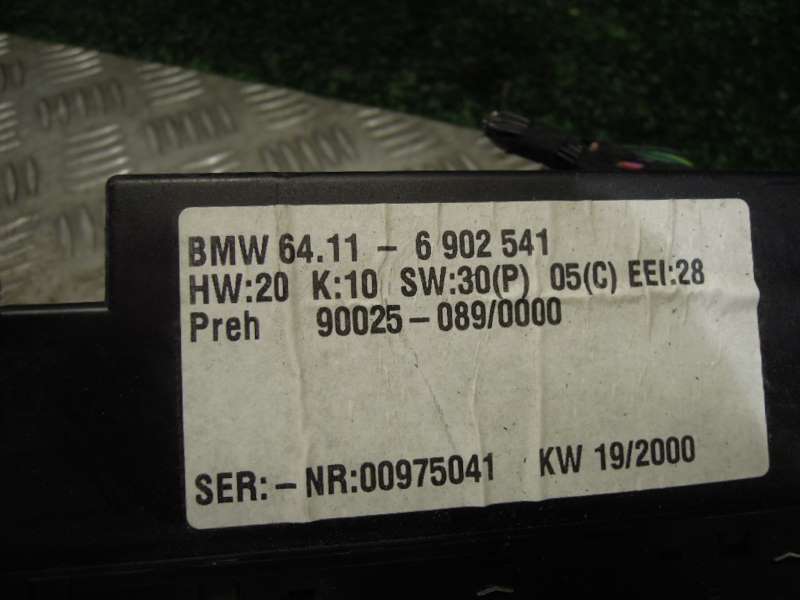 BMW 64.11 - 6 902 541
HW:20 K:10 SW:30(P) 05(C) EEI:28
Preh 90025-089/0000
SER:-NR:00975041 KW 19/2000